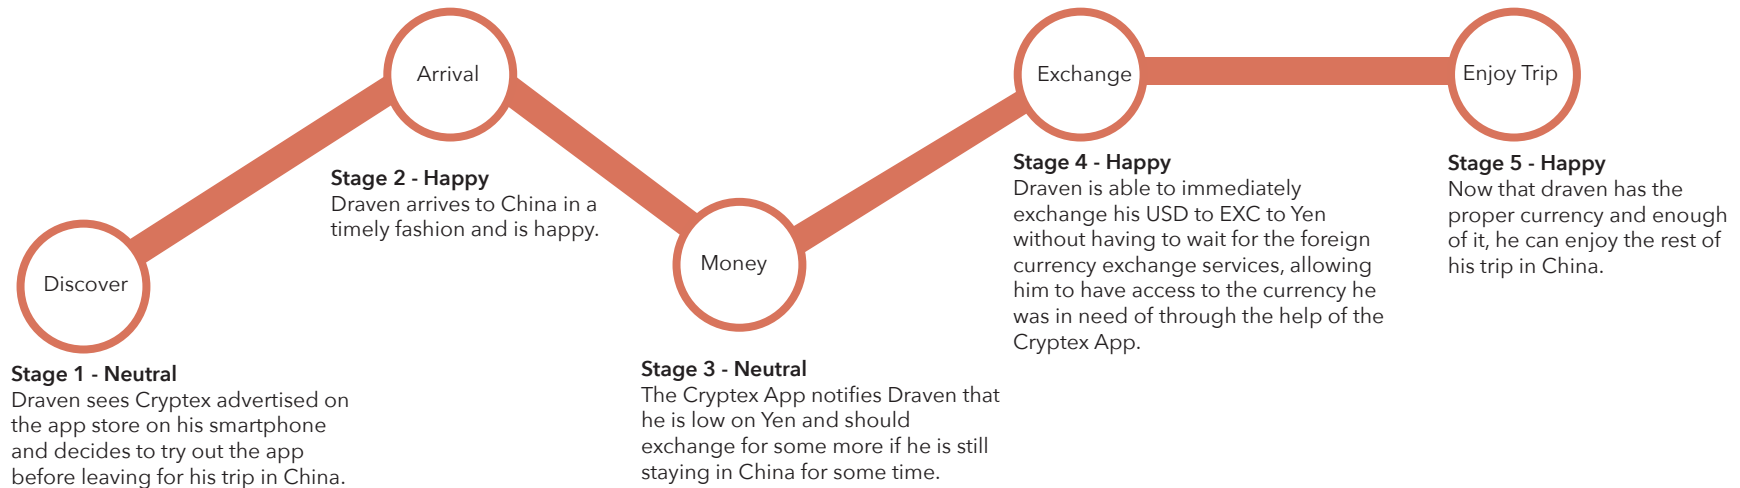 Discover
Stage 1 - Neutral
Draven sees Cryptex advertised on
the app store on his smartphone
and decides to try out the app
before leaving for his trip in China.
Arrival
Stage 2 - Happy
Draven arrives to China in a
timely fashion and is happy.
Money
Stage 3 - Neutral
The Cryptex App notifies Draven that
he is low on Yen and should
exchange for some more if he is still
staying in China for some time.
Exchange
Stage 4 - Happy
Draven is able to immediately
exchange his USD to EXC to Yen
without having to wait for the foreign
currency exchange services, allowing
him to have access to the currency he
was in need of through the help of the
Cryptex App.
Enjoy Trip
Stage 5 - Happy
Now that draven has the
proper currency and enough
of it, he can enjoy the rest of
his trip in China.